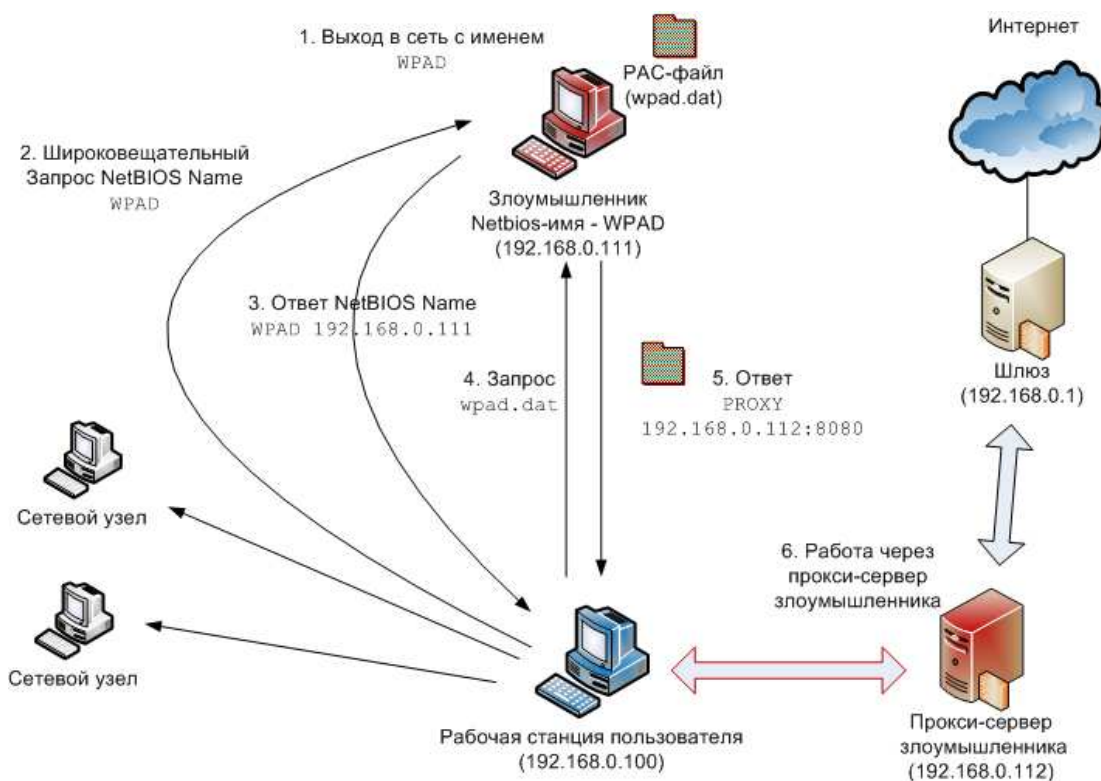 1. Выход в сеть с именем
WPAD
PAC-файл
(wpad.dat)
Интернет
2. Широковещательный
Запрос NetBIOS Name
WPAD
Злоумышленник
Netbios-имя - WPAD
(192.168.0.111)
3. Ответ NetBIOS Name
WPAD 192.168.0.111
4. Запрос
wpad.dat
5. Ответ
PROXY
192.168.0.112:8080
Шлюз
(192.168.0.1)
Сетевой узел
6. Работа через
прокси-сервер
злоумышленника
Сетевой узел
Рабочая станция пользователя
(192.168.0.100)
Прокси-сервер
злоумышленника
(192.168.0.112)